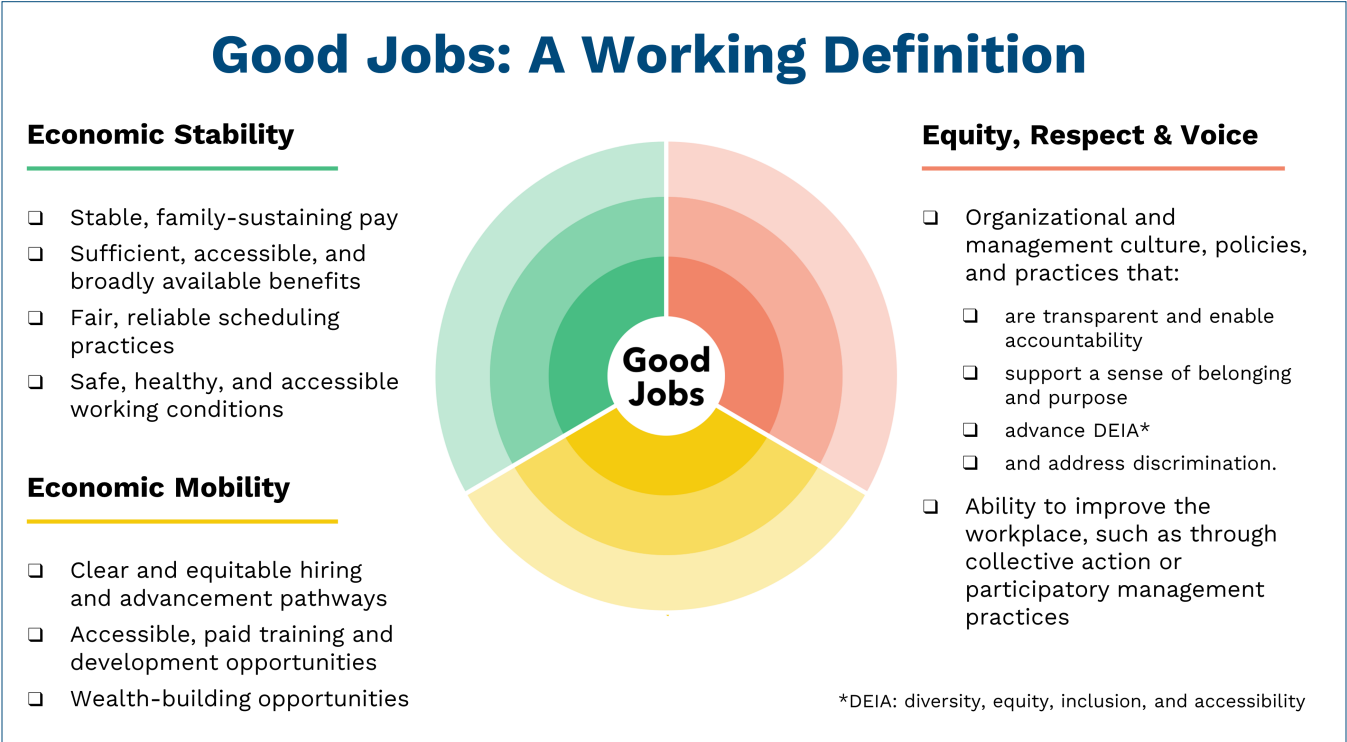 Good Jobs: A Working Definition
Economic Stability
❏ Stable, family-sustaining pay
❏ Sufficient, accessible, and
broadly available benefits
❏ Fair, reliable scheduling
practices
❏ Safe, healthy, and accessible
working conditions
Economic Mobility
❏ Clear and equitable hiring
and advancement pathways
❏ Accessible, paid training and
development opportunities
❏ Wealth-building opportunities
Good
Jobs
Equity, Respect & Voice
❏ Organizational and
management culture, policies,
and practices that:
❏ are transparent and enable
accountability
❏ support a sense of belonging
and purpose
❏ advance DEIA*
❏ and address discrimination.
❏ Ability to improve the
workplace, such as through
collective action or
participatory management
practices
*DEIA: diversity, equity, inclusion, and accessibility